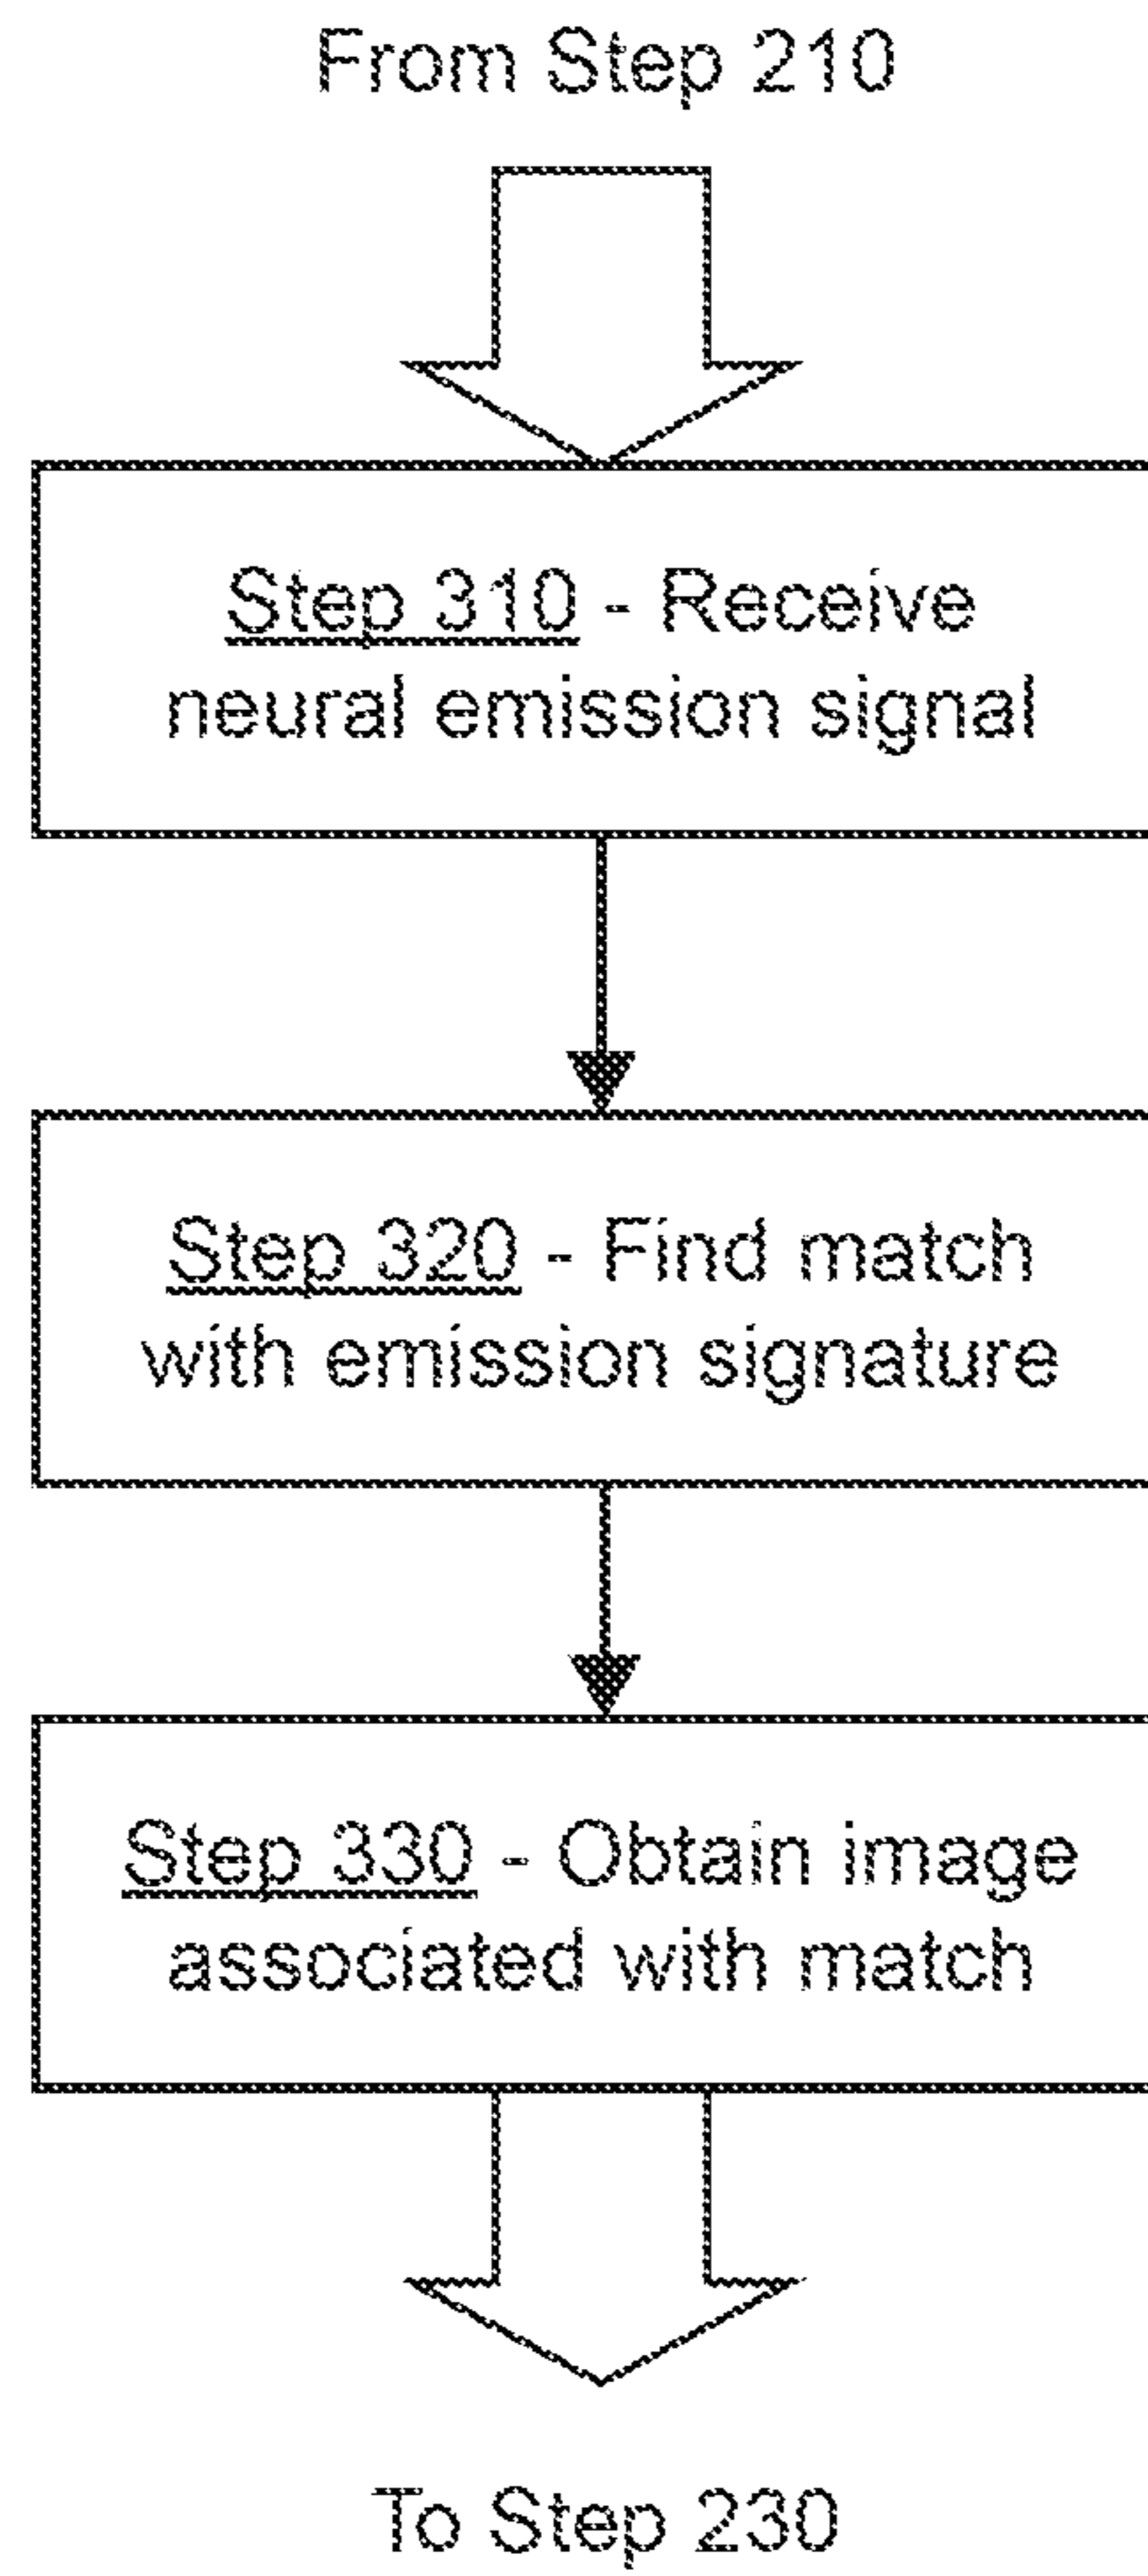 From Step 210
Step 310 - Receive
neural emission signal
Step 320 - Find match
with emission signature
Step 330 - Obtain image
associated with match
To Step 230